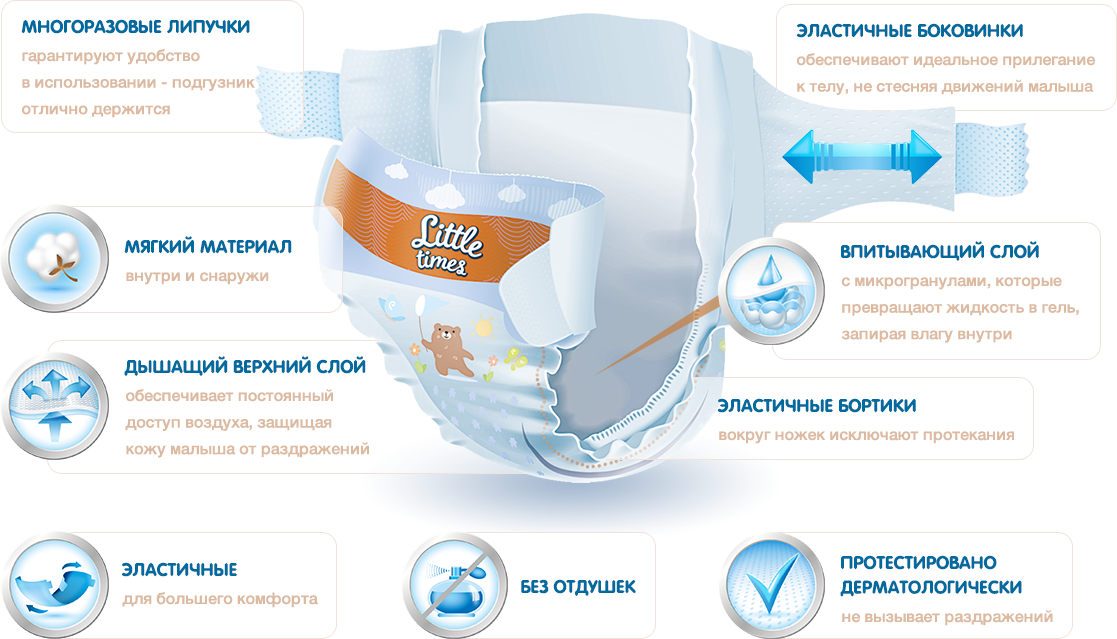 МНОГОРАЗОВЫЕ ЛИПУЧКИ
гарантируют удобство
в использовании - подгузник
отлично держится
ЭЛАСТИЧНЫЕ БОКОВИНКИ
обеспечивают идеальное прилегание
к телу, не стесняя движений малыша
Little
times
МЯГКИЙ МАТЕРИАЛ
внутри и снаружи
ВПИТЫВАЮЩИЙ СЛОЙ
с микрогранулами, которые
превращают жидкость в гель,
запирая влагу внутри
ДЫШАЩИЙ ВЕРХНИЙ СЛОЙ
обеспечивает постоянный
доступ воздуха, защищая
кожу малыша от раздражений
ЭЛАСТИЧНЫЕ БОРТИКИ
вокруг ножек исключают протекания
ЭЛАСТИЧНЫЕ
для большего комфорта
БЕЗ ОТДУШЕК
ПРОТЕСТИРОВАНО
ДЕРМАТОЛОГИЧЕСКИ
не вызывает раздражений